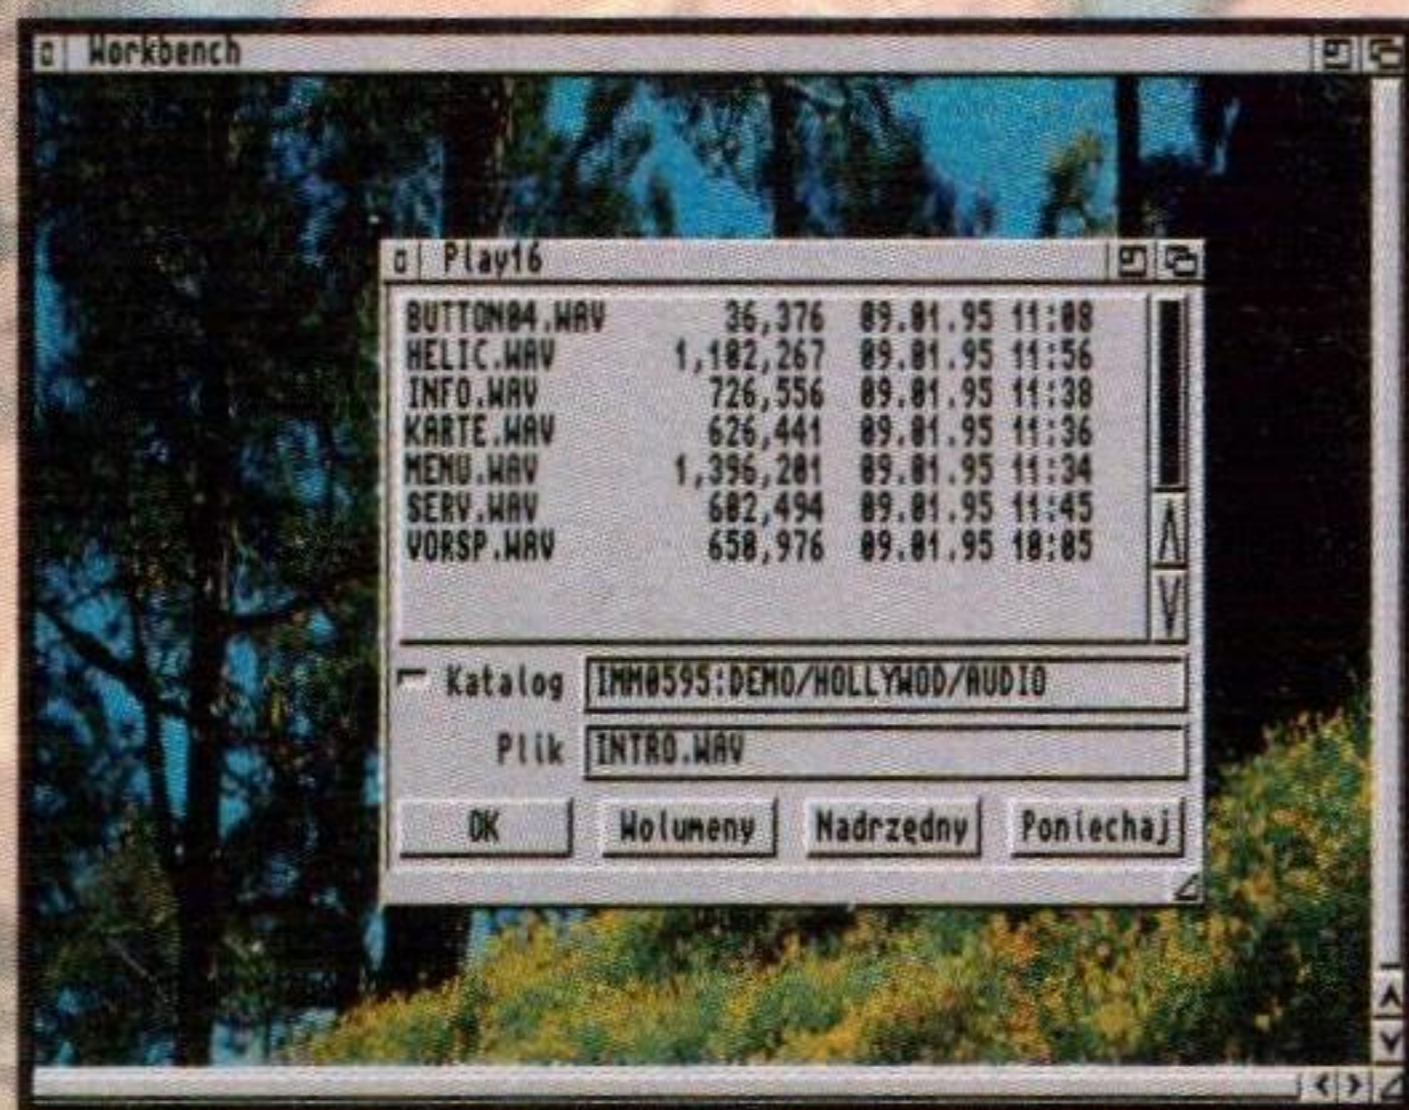 Workbench
Play16
BUTTON04.WAV 36,376 09.01.95 11:08
HELIC.WAV 1,102,267 09.01.95 11:56
INFO.WAV 726,556 09.01.95 11:38
KARTE.WAV 626,441 09.01.95 11:36
MENU.WAV 1,396,201 09.01.95 11:34
SERV.WAV 602,494 09.01.95 11:45
VORSP.WAV 650,976 09.01.95 10:05
Katalog IMM0595:DEMO/HOLLYWOD/AUDIO
Plik INTRO.WAV
OK Wolumeny Nadrzędny Poniechaj